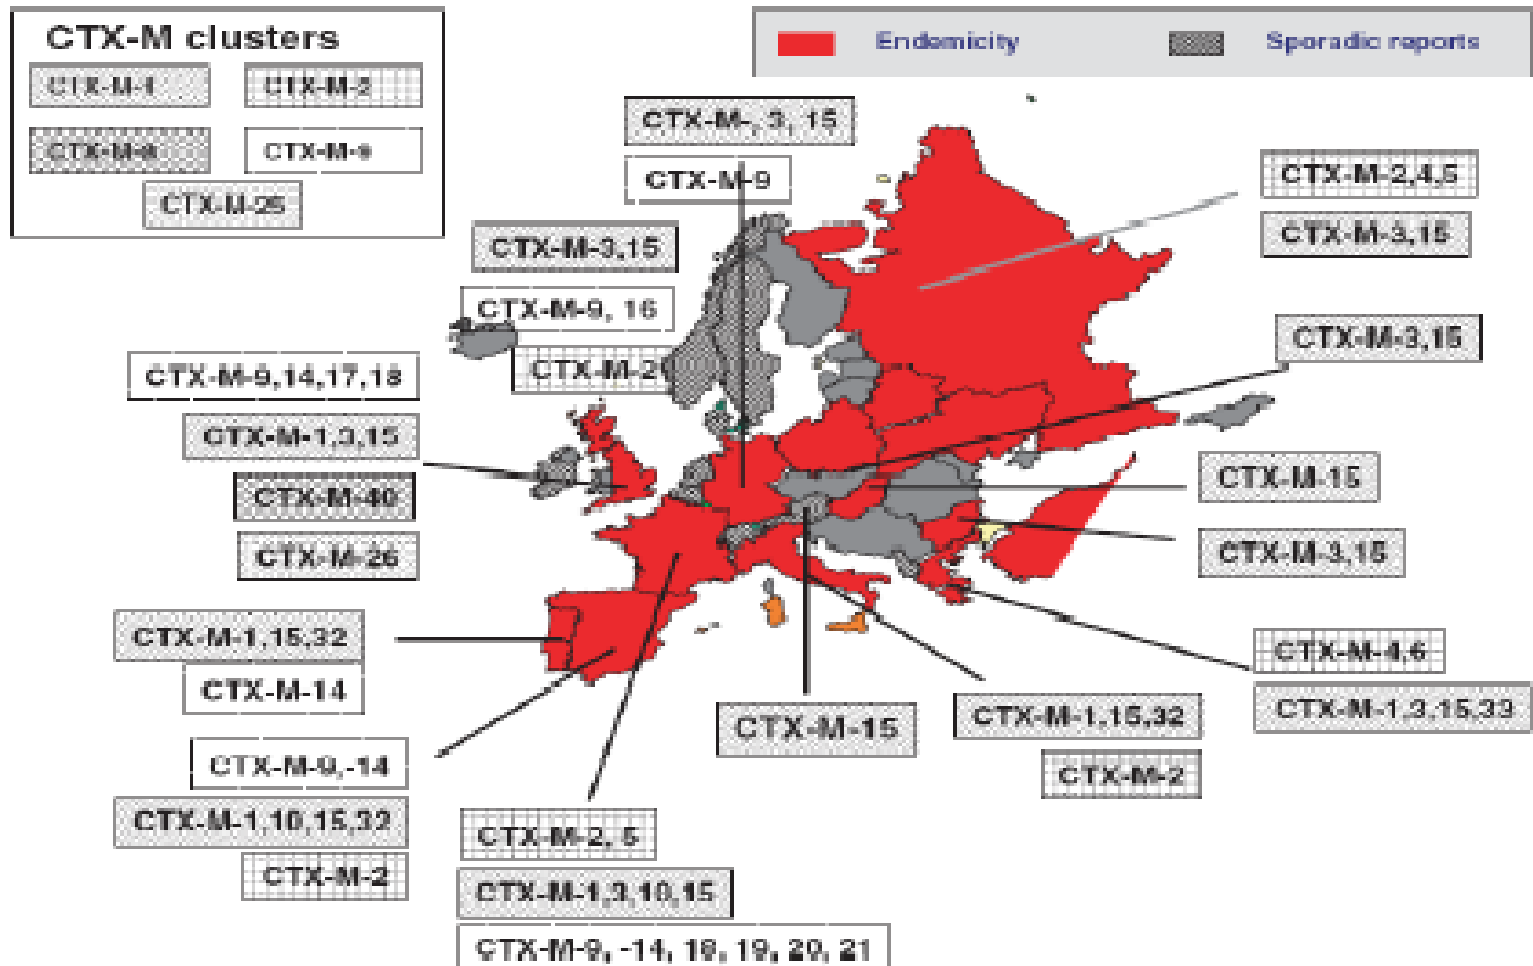 CTX-M clusters
CTX-M-1
CTX-M-2
CTX-M-8
CTX-M-9
CTX-M-25
Endemicity
Sporadic reports
CTX-M-, 3, 15
CTX-M-9
CTX-M-2,4,5
CTX-M-3,15
CTX-M-3,15
CTX-M-9, 16
CTX-M-2
CTX-M-3,15
CTX-M-9,14,17,18
CTX-M-1,3,15
CTX-M-40
CTX-M-26
CTX-M-15
CTX-M-3,15
CTX-M-1,15,32
CTX-M-14
CTX-M-4,6
CTX-M-1,3,15,33
CTX-M-15
CTX-M-1,15,32
CTX-M-2
CTX-M-9,-14
CTX-M-1,10,15,32
CTX-M-2
CTX-M-2, 5
CTX-M-1,3,10,15
CTX-M-9, -14, 18, 19, 20, 21